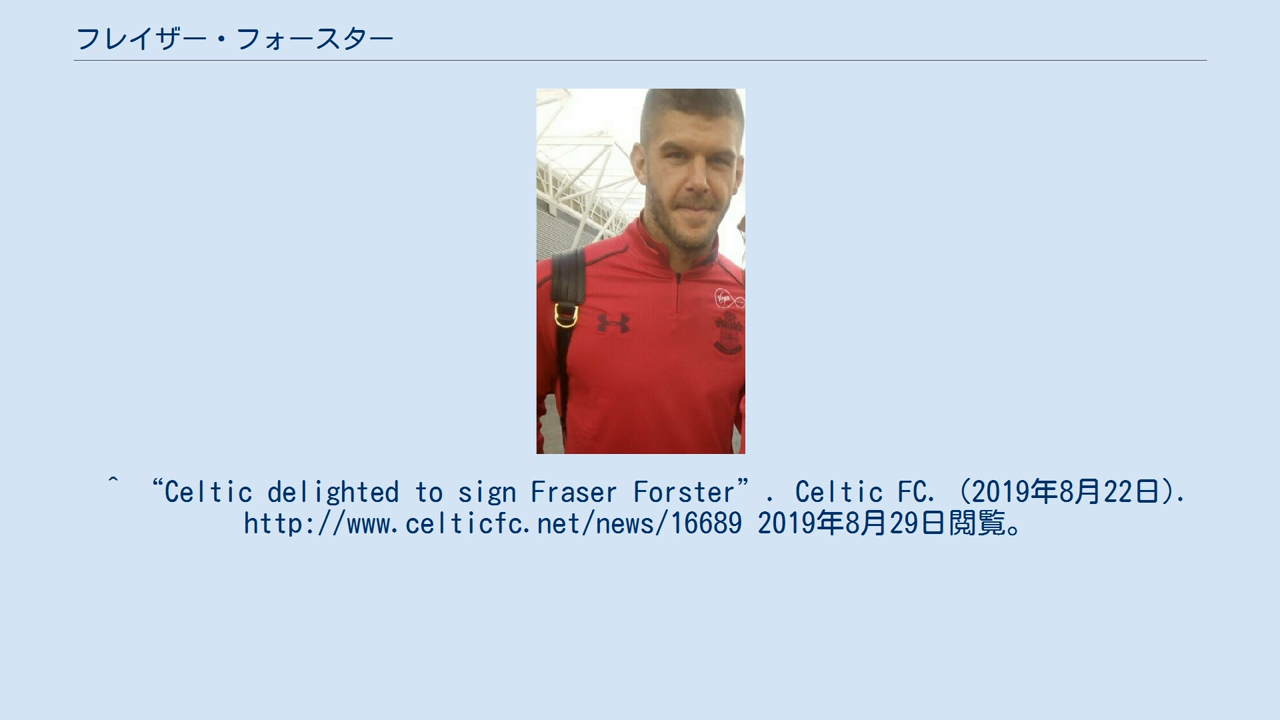 フレイザー・フォースター
^ “Celtic delighted to sign Fraser Forster”. Celtic FC. (2019年8月22日).
http://www.celticfc.net/news/16689 2019年8月29日閲覧。